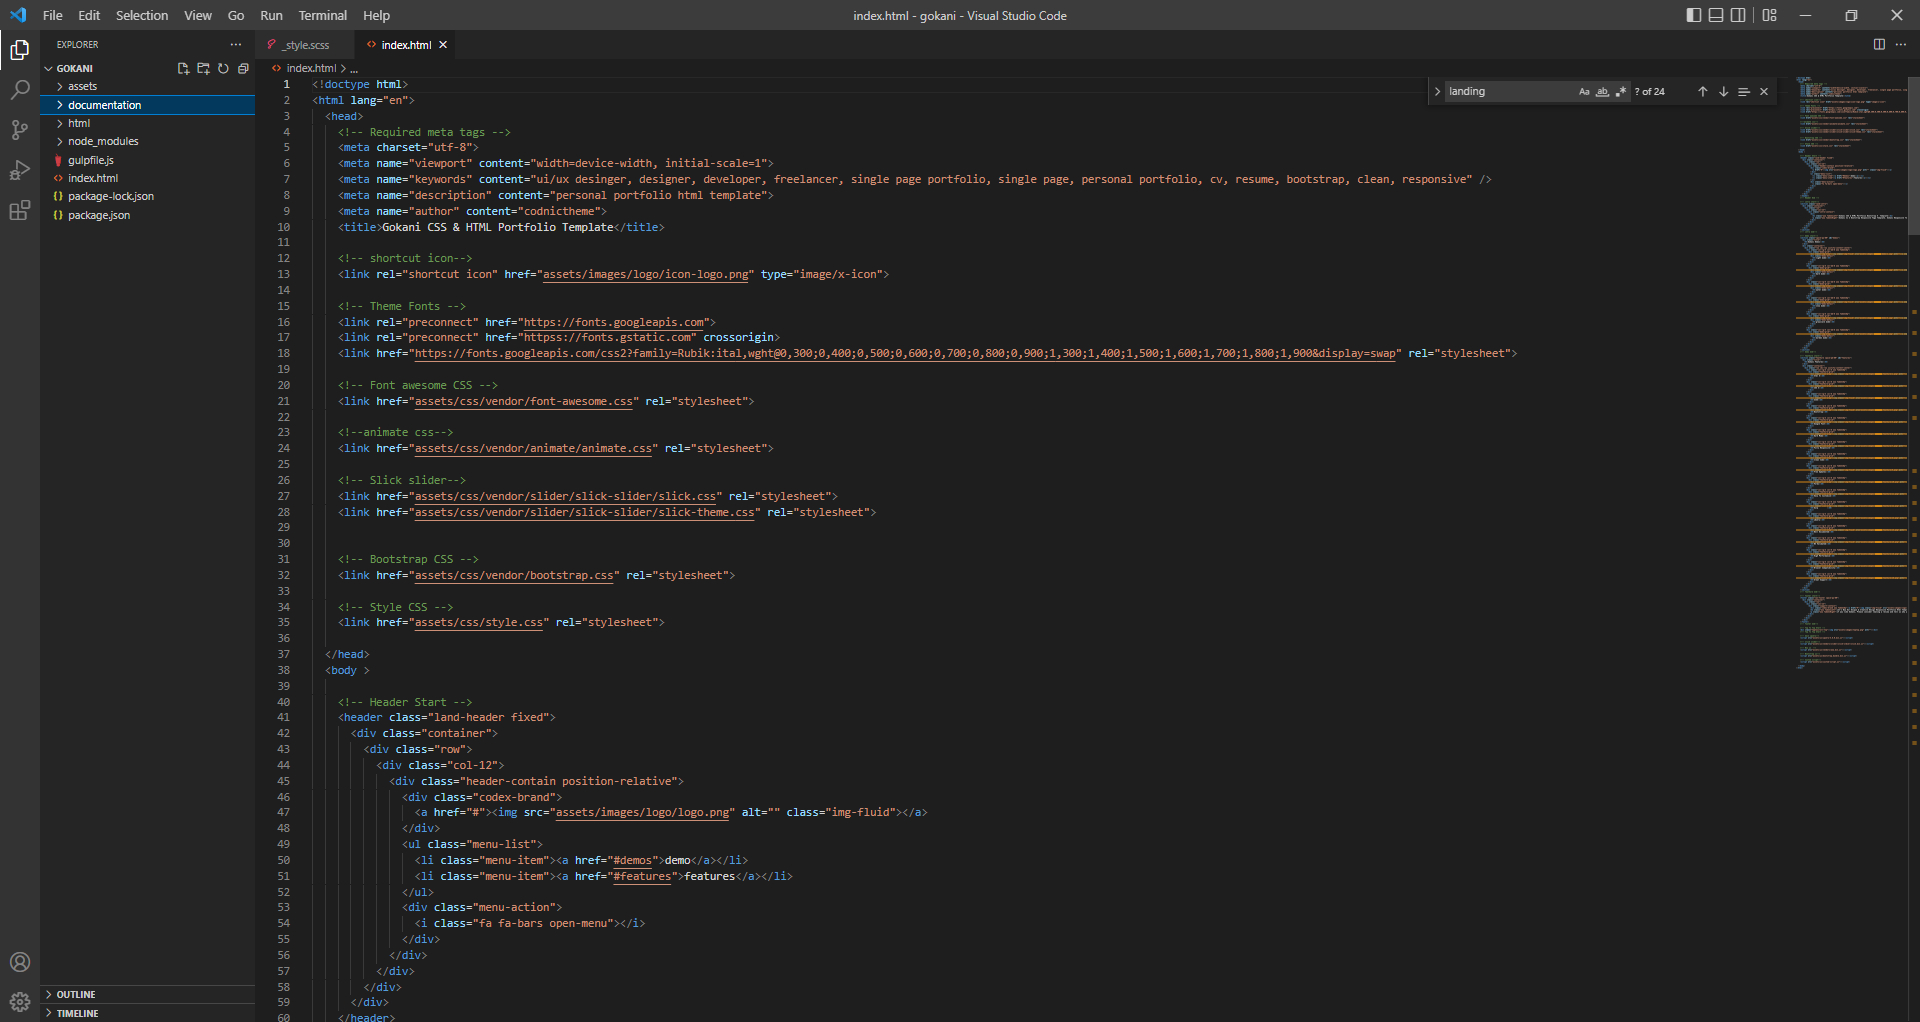 File Edit Selection View Go Run Terminal Help
index.html - gokani - Visual Studio Code
EXPLORER
GOKANI
assets
documentation
html
node_modules
gulpfile.js
index.html
package-lock.json
package.json
OUTLINE
TIMELINE
_style.scss
index.html
index.html > ...
landing Aa ab ? of 24
1 <!doctype html>
2 <html lang="en">
3 <head>
4 <!-- Required meta tags -->
5 <meta charset="utf-8">
6 <meta name="viewport" content="width=device-width, initial-scale=1">
7 <meta name="keywords" content="ui/ux desinger, designer, developer, freelancer, single page portfolio, single page, personal portfolio, cv, resume, bootstrap, clean, responsive" />
8 <meta name="description" content="personal portfolio html template">
9 <meta name="author" content="codnictheme">
10 <title>Gokani CSS & HTML Portfolio Template</title>
11
12 <!-- shortcut icon-->
13 <link rel="shortcut icon" href="assets/images/logo/icon-logo.png" type="image/x-icon">
14
15 <!-- Theme Fonts -->
16 <link rel="preconnect" href="https://fonts.googleapis.com">
17 <link rel="preconnect" href="httpss://fonts.gstatic.com" crossorigin>
18 <link href="https://fonts.googleapis.com/css2?family=Rubik:ital,wght@0,300;0,400;0,500;0,600;0,700;0,800;0,900;1,300;1,400;1,500;1,600;1,700;1,800;1,900&display=swap" rel="stylesheet">
19
20 <!-- Font awesome CSS -->
21 <link href="assets/css/vendor/font-awesome.css" rel="stylesheet">
22
23 <!--animate css-->
24 <link href="assets/css/vendor/animate/animate.css" rel="stylesheet">
25
26 <!-- Slick slider-->
27 <link href="assets/css/vendor/slider/slick-slider/slick.css" rel="stylesheet">
28 <link href="assets/css/vendor/slider/slick-slider/slick-theme.css" rel="stylesheet">
29
30
31 <!-- Bootstrap CSS -->
32 <link href="assets/css/vendor/bootstrap.css" rel="stylesheet">
33
34 <!-- Style CSS -->
35 <link href="assets/css/style.css" rel="stylesheet">
36
37 </head>
38 <body >
39
40 <!-- Header Start -->
41 <header class="land-header fixed">
42 <div class="container">
43 <div class="row">
44 <div class="col-12">
45 <div class="header-contain position-relative">
46 <div class="codex-brand">
47 <a href="#"><img src="assets/images/logo/logo.png" alt="" class="img-fluid"></a>
48 </div>
49 <ul class="menu-list">
50 <li class="menu-item"><a href="#demos">demo</a></li>
51 <li class="menu-item"><a href="#features">features</a></li>
52 </ul>
53 <div class="menu-action">
54 <i class="fa fa-bars open-menu"></i>
55 </div>
56 </div>
57 </div>
58 </div>
59 </div>
60 </header>